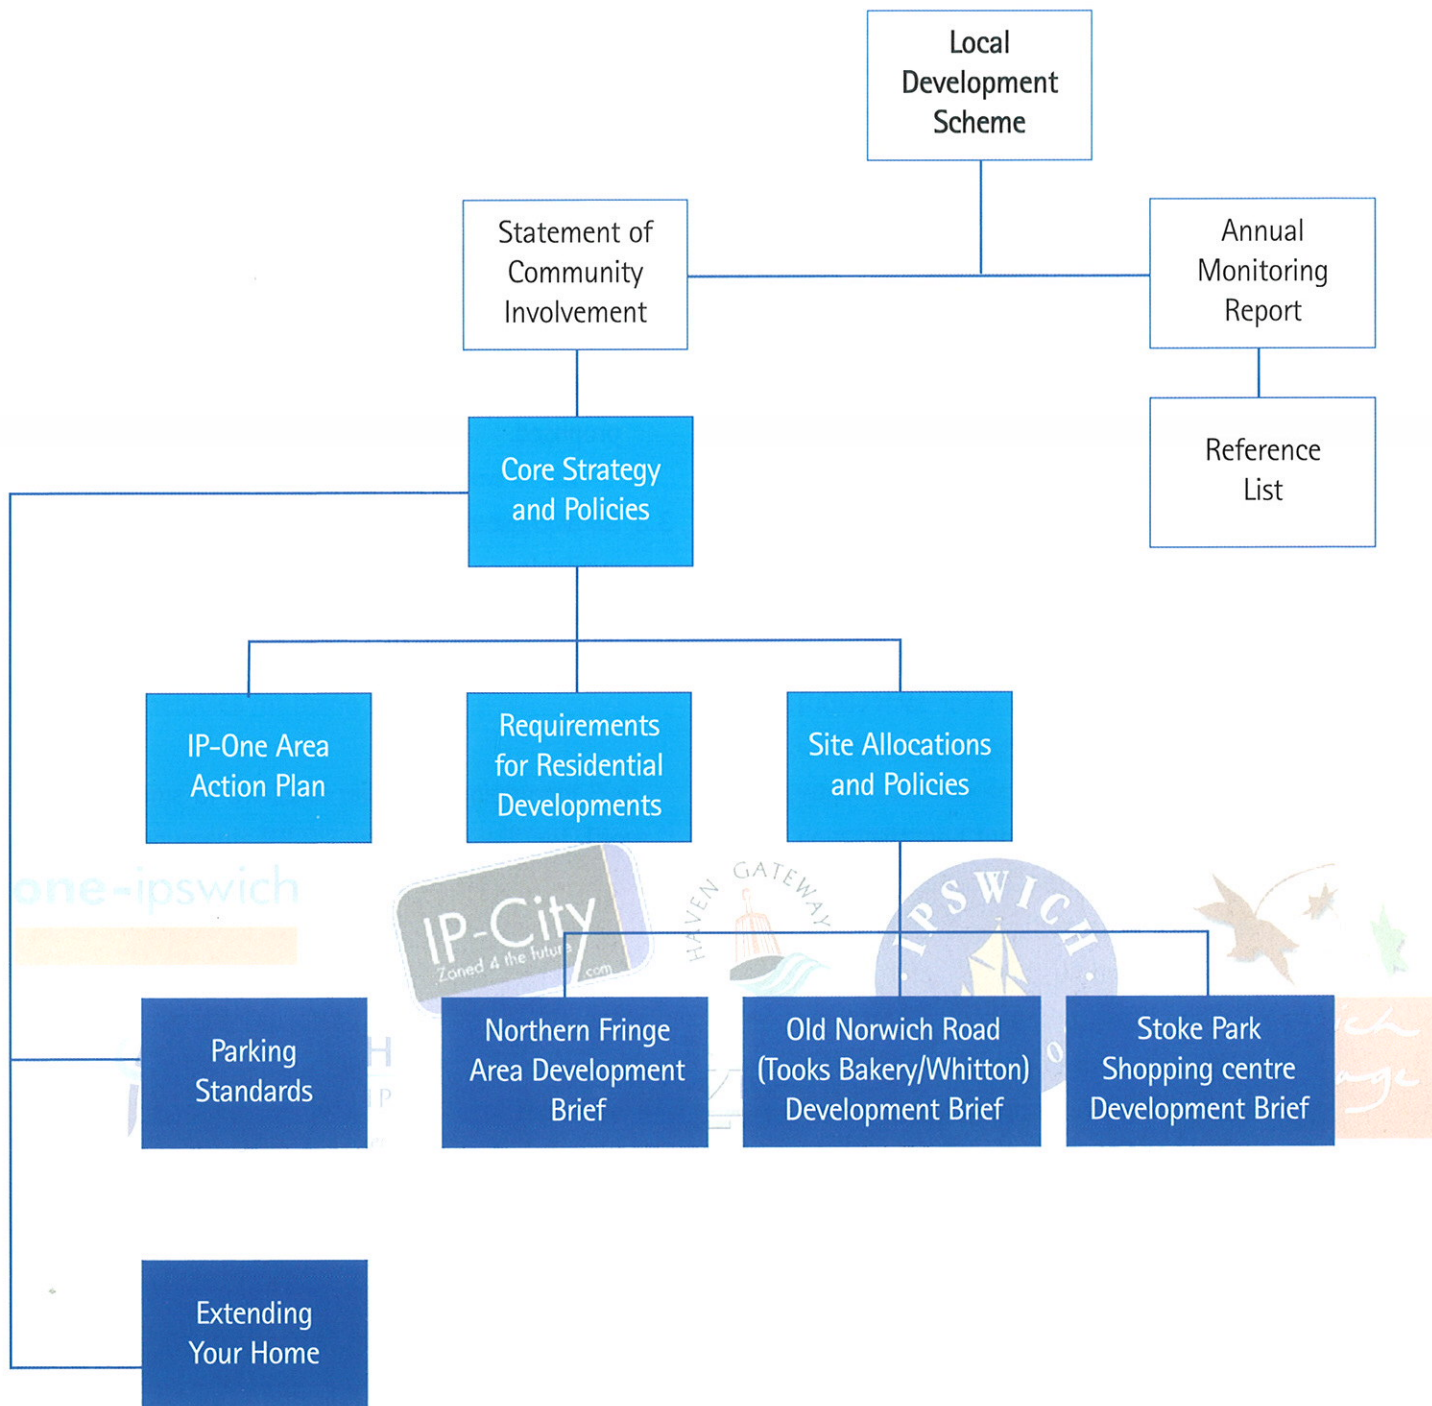 Local
Development
Scheme
Statement of
Community
Involvement
Annual
Monitoring
Report
Core Strategy
and Policies
Reference
List
IP-One Area
Action Plan
Requirements
for Residential
Developments
Site Allocations
and Policies
one-ipswich
IP-City
Zoned 4 the future
.com
HAVEN GATEWAY
IPSWICH
Parking
Standards
Northern Fringe
Area Development
Brief
Old Norwich Road
(Tooks Bakery/Whitton)
Development Brief
Stoke Park
Shopping centre
Development Brief
Extending
Your Home